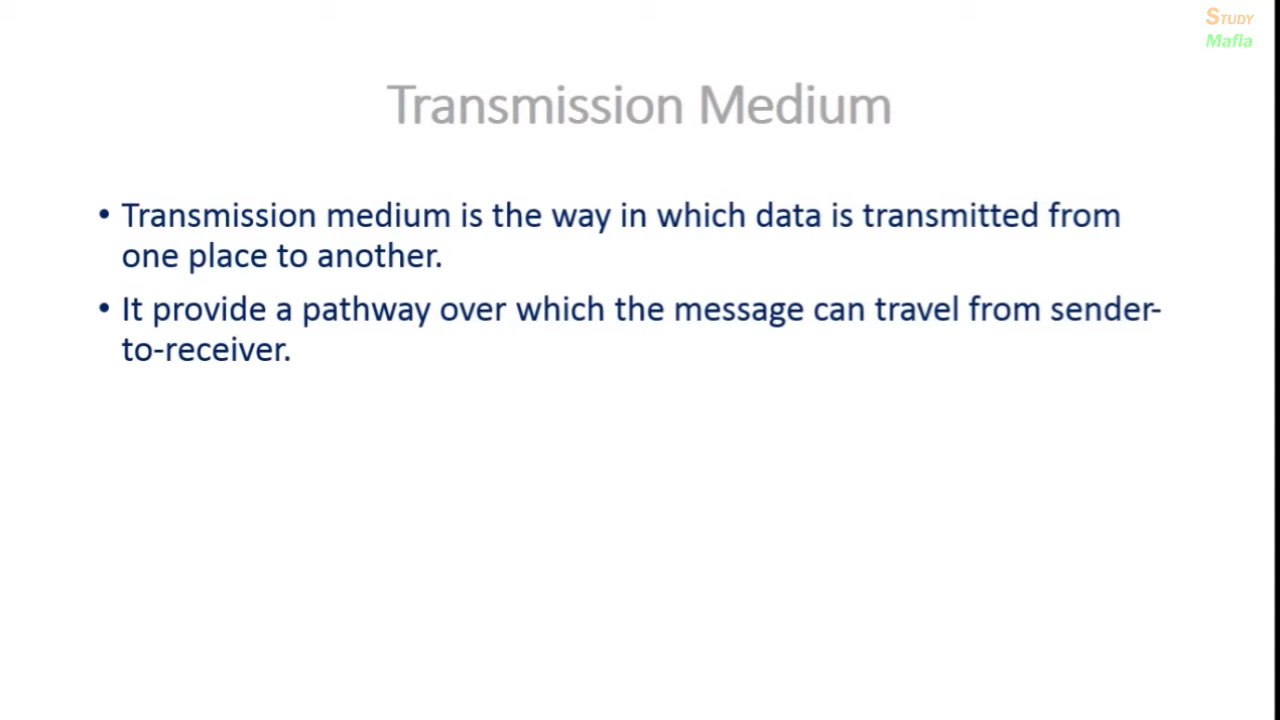 STUDY
Mafia
Transmission Medium
• Transmission medium is the way in which data is transmitted from
one place to another.
• It provide a pathway over which the message can travel from sender-
to-receiver.